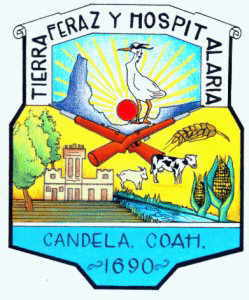 TIERRA FERAZ Y HOSPITALARIA
CANDELA. COAH.
~1690~